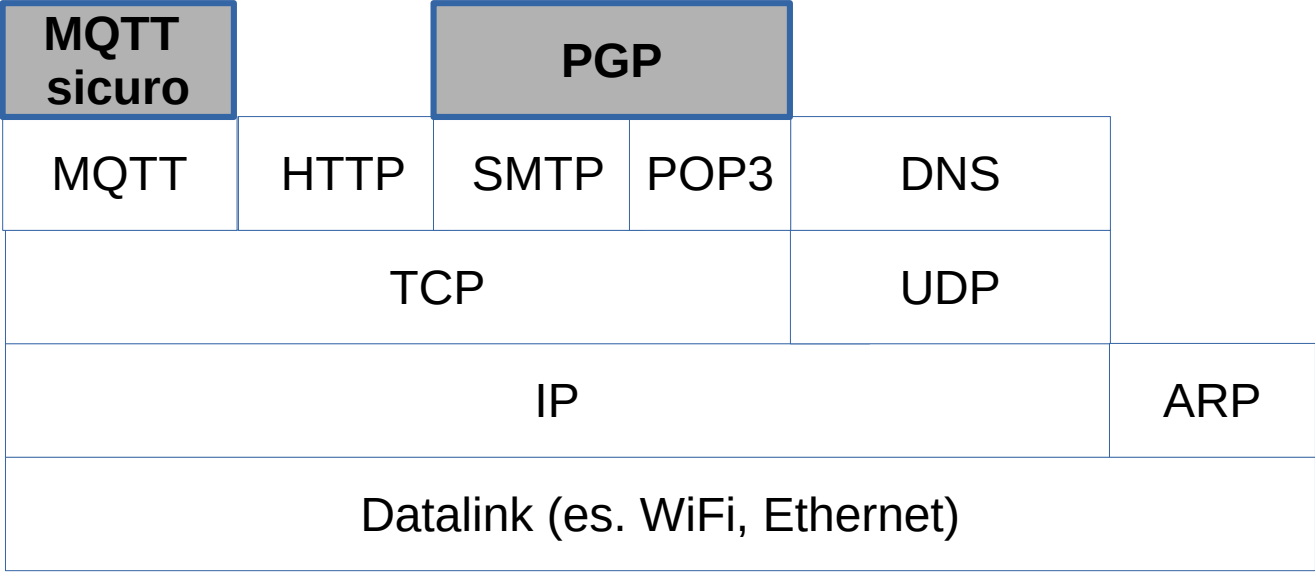 MQTT
sicuro
PGP
MQTT
HTTP
SMTP
POP3
DNS
TCP
UDP
IP
ARP
Datalink (es. WiFi, Ethernet)